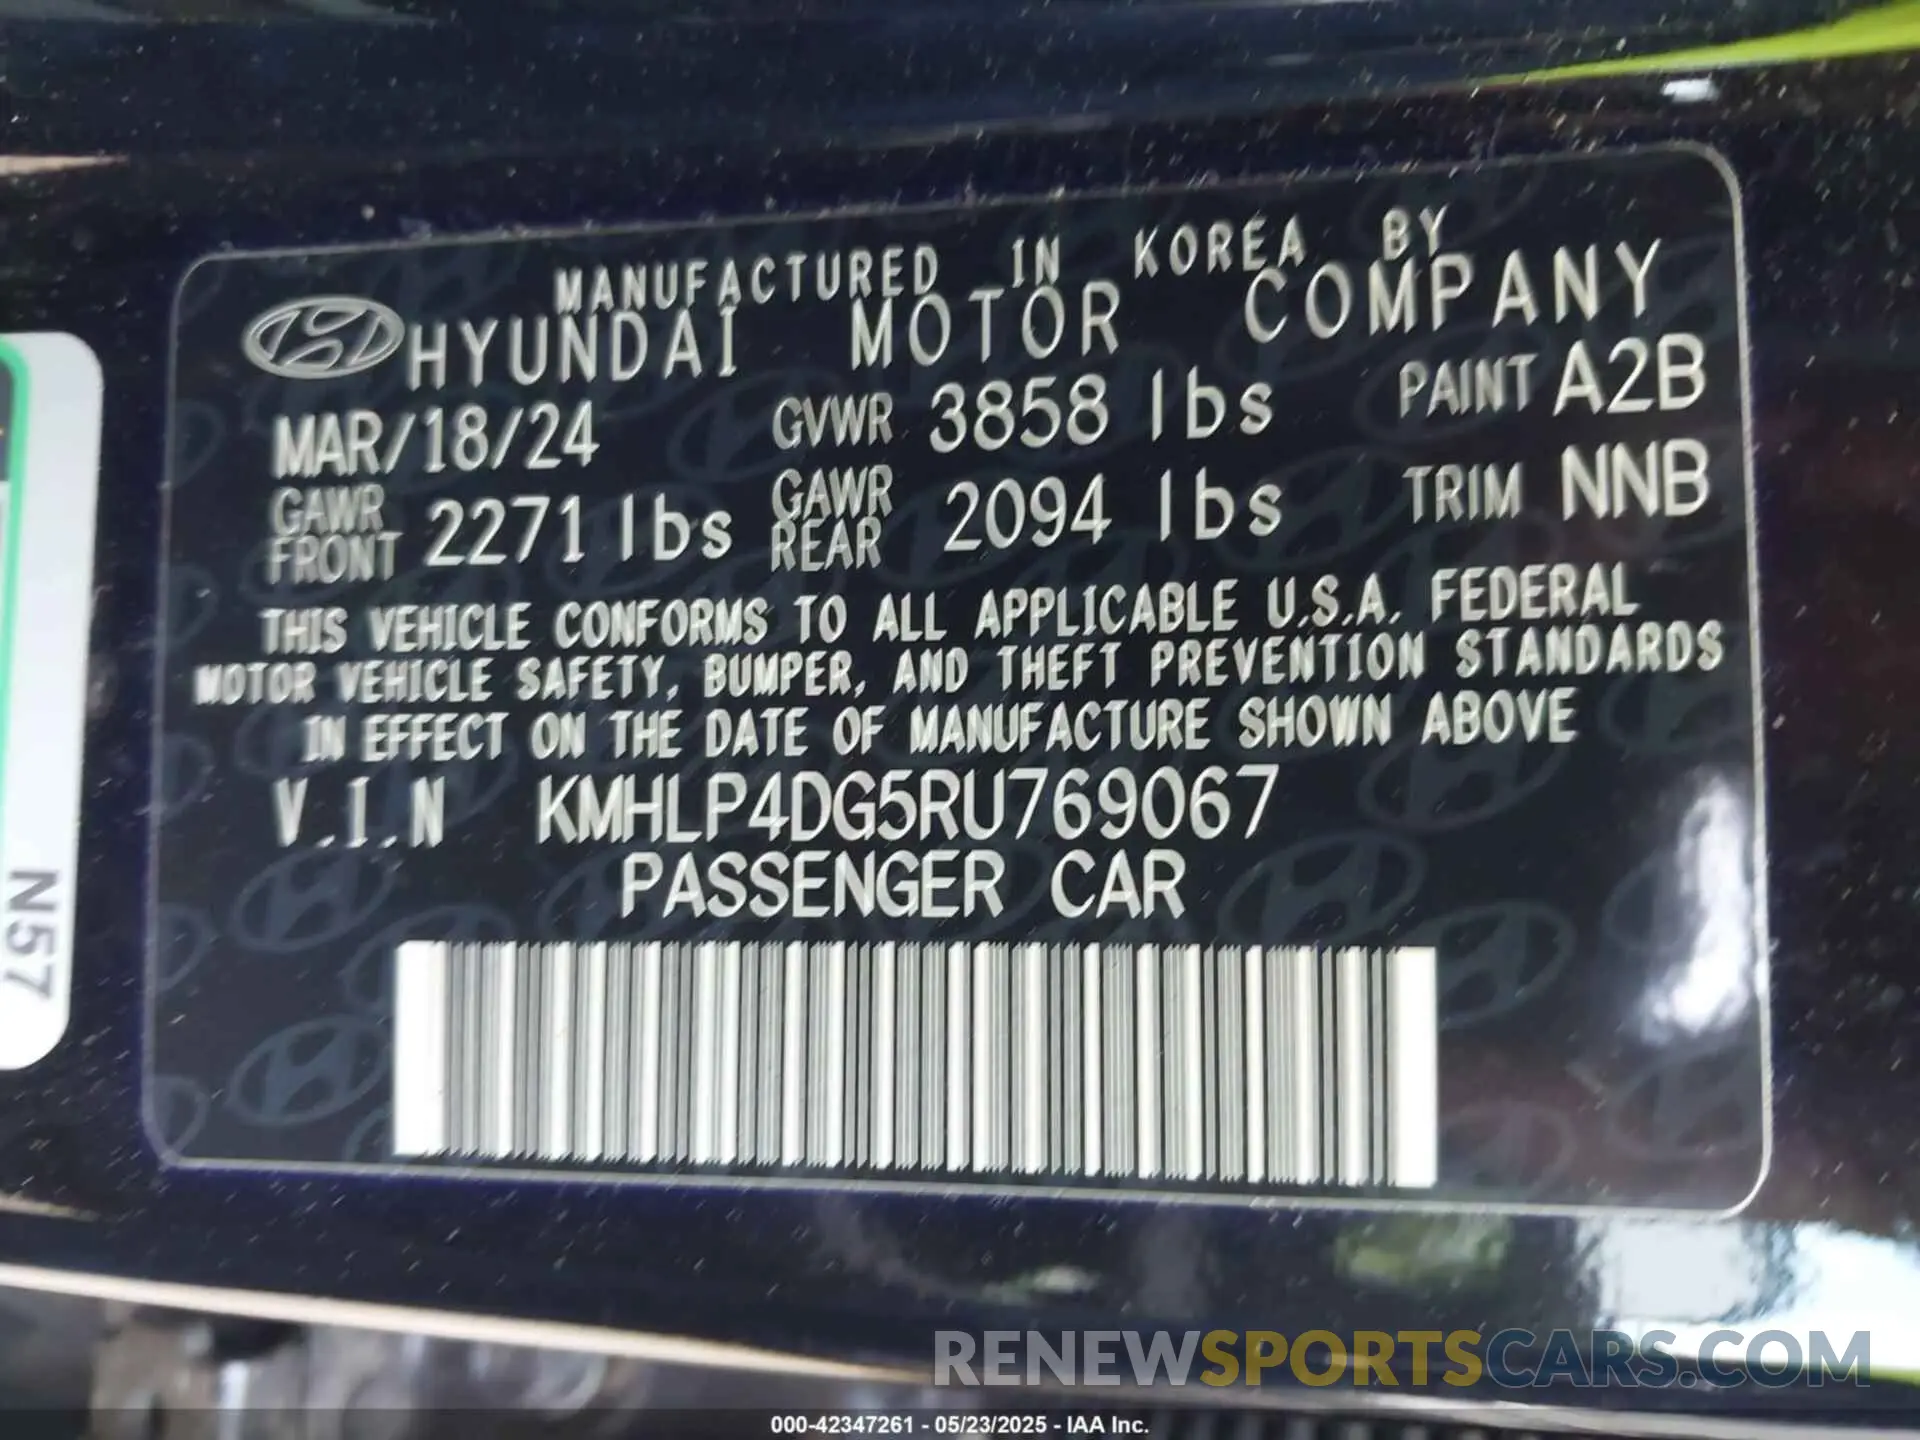 MANUFACTURED IN KOREA BY
HYUNDAI MOTOR COMPANY
MAR/18/24 GVWR 3858 lbs PAINT A2B
GAWR FRONT 2271 lbs GAWR REAR 2094 lbs TRIM NNB
THIS VEHICLE CONFORMS TO ALL APPLICABLE U.S.A. FEDERAL
MOTOR VEHICLE SAFETY, BUMPER, AND THEFT PREVENTION STANDARDS
IN EFFECT ON THE DATE OF MANUFACTURE SHOWN ABOVE
V.I.N KMHLP4DG5RU769067
PASSENGER CAR
N57
RENEWSPORTSCARS.COM
000-42347261 - 05/23/2025 - IAA Inc.